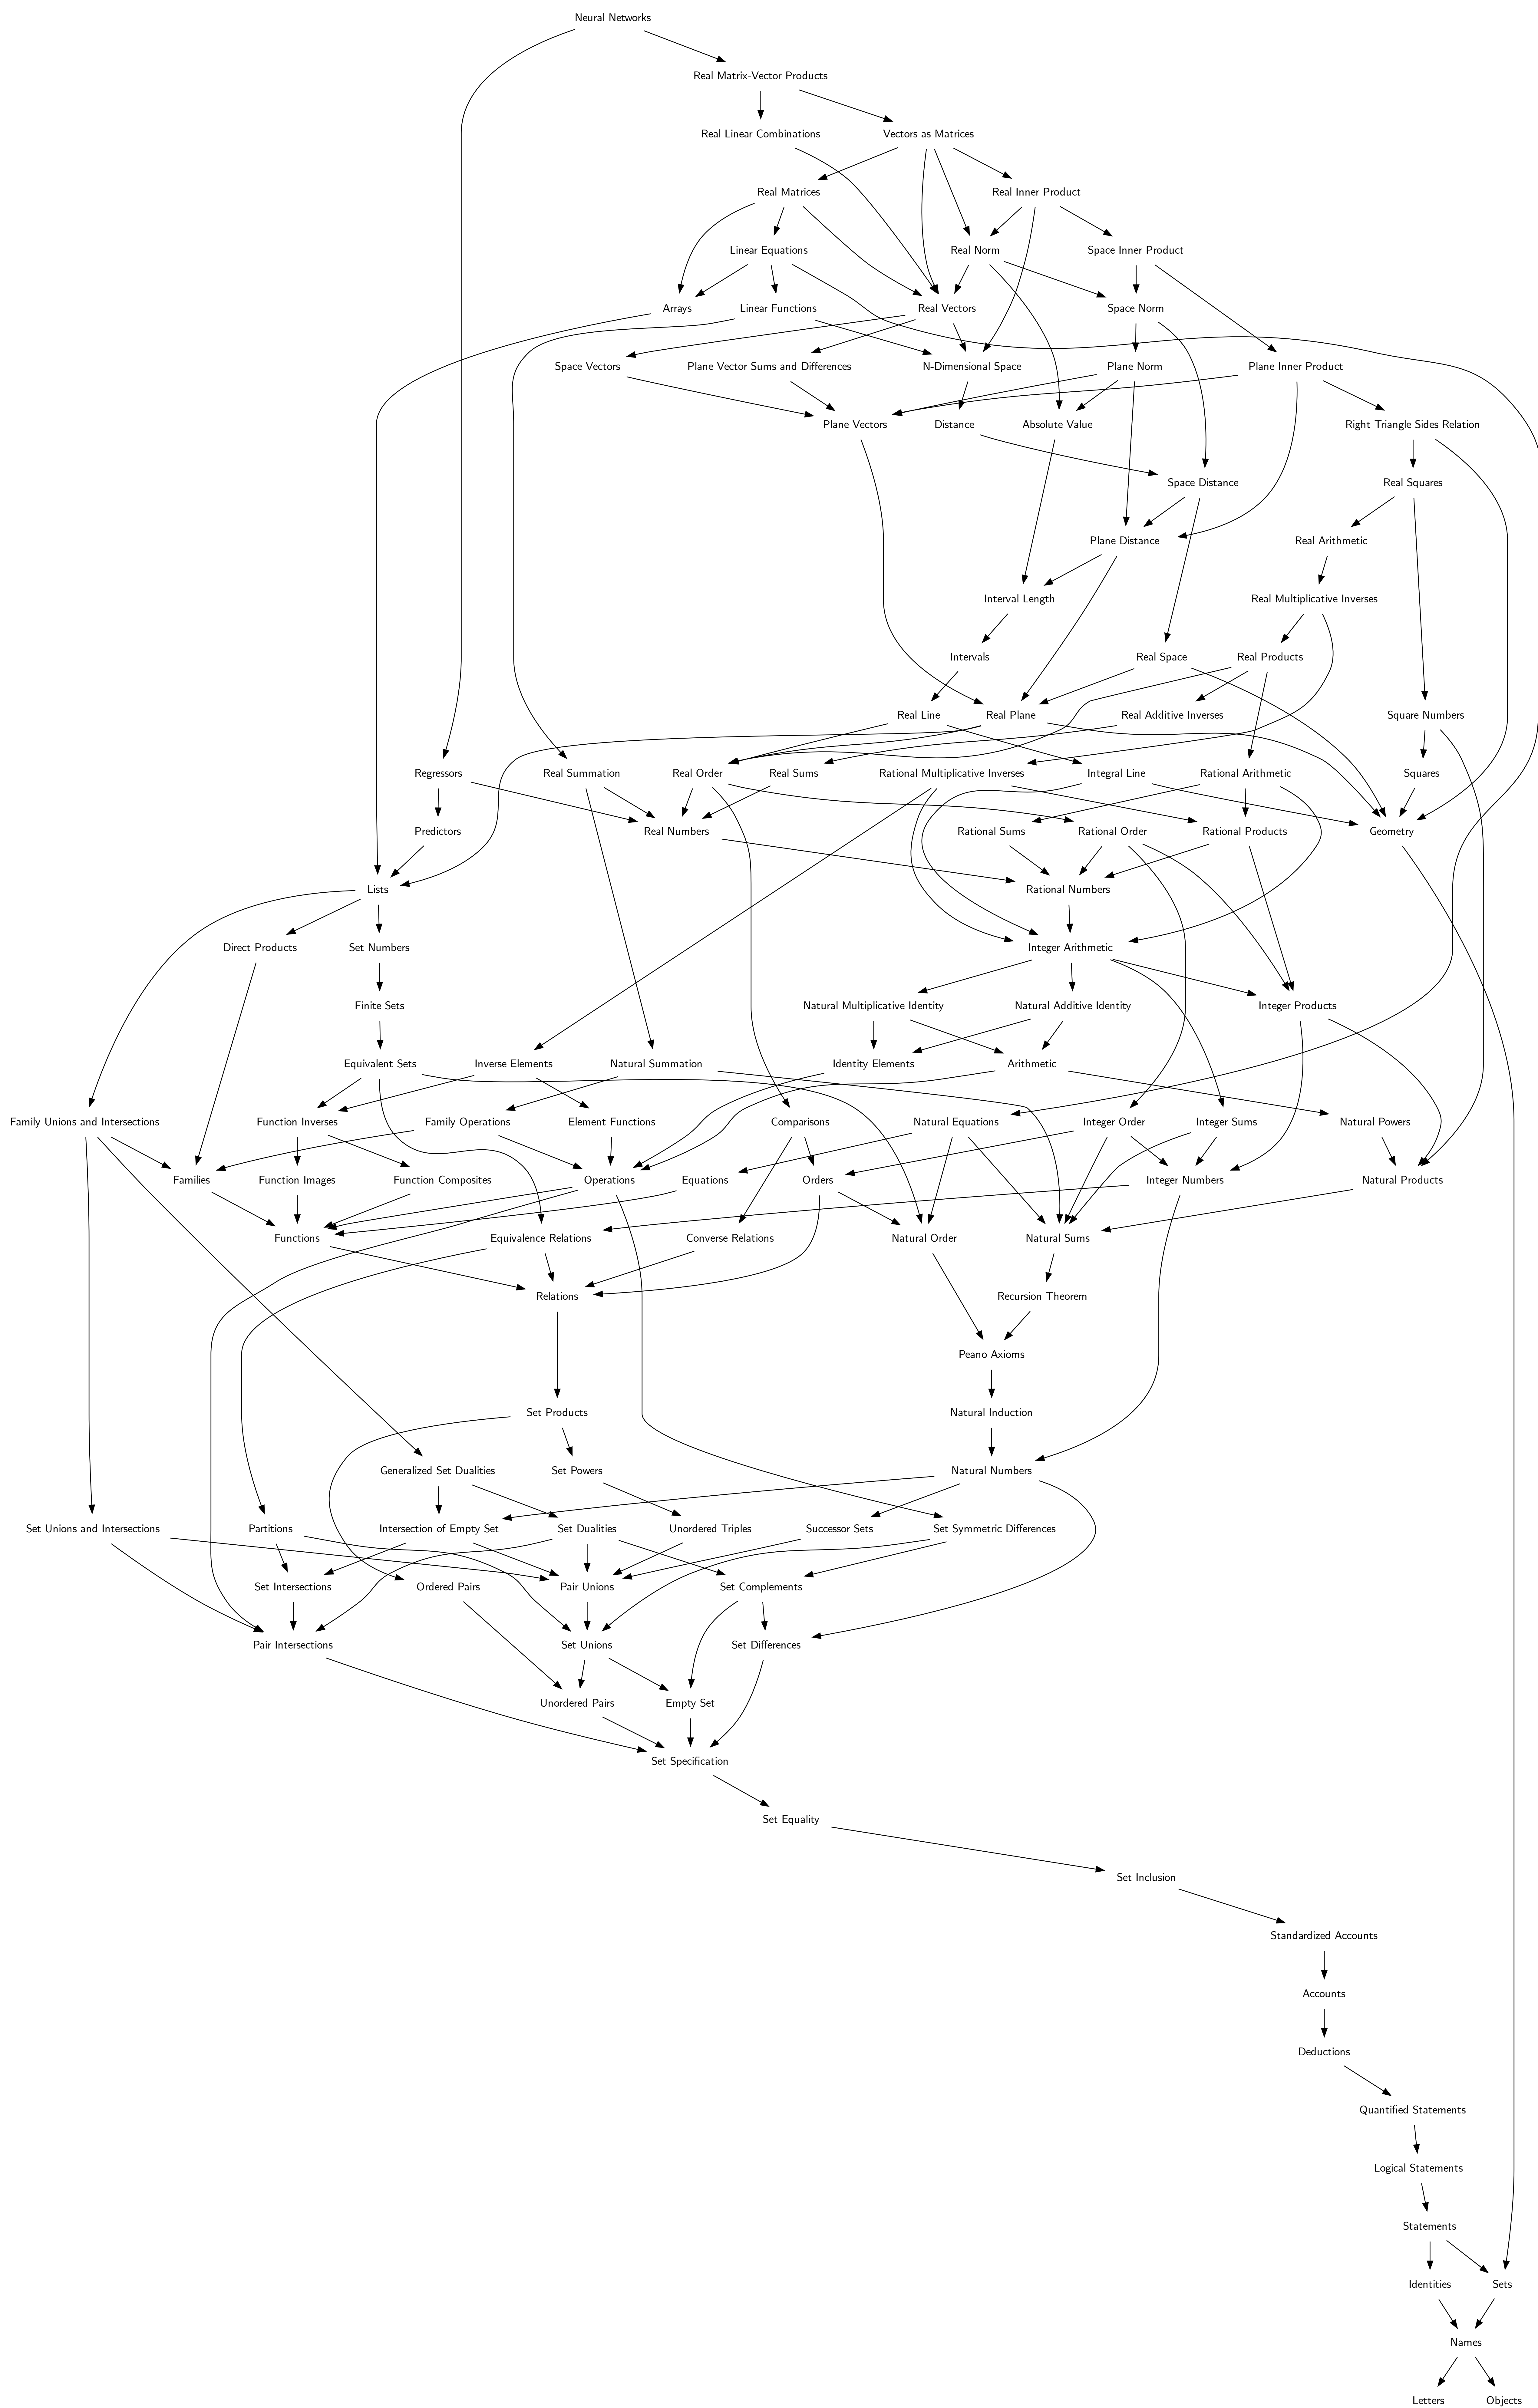 Neural Networks
Real Matrix-Vector Products
Real Linear Combinations
Vectors as Matrices
Real Matrices
Real Inner Product
Linear Equations
Real Norm
Space Inner Product
Arrays
Linear Functions
Real Vectors
Space Norm
Space Vectors
Plane Vector Sums and Differences
N-Dimensional Space
Plane Norm
Plane Inner Product
Plane Vectors
Distance
Absolute Value
Right Triangle Sides Relation
Space Distance
Real Squares
Plane Distance
Real Arithmetic
Interval Length
Real Multiplicative Inverses
Intervals
Real Space
Real Products
Real Line
Real Plane
Real Additive Inverses
Square Numbers
Regressors
Real Summation
Real Order
Real Sums
Rational Multiplicative Inverses
Integral Line
Rational Arithmetic
Squares
Predictors
Real Numbers
Rational Sums
Rational Order
Rational Products
Geometry
Lists
Rational Numbers
Direct Products
Set Numbers
Integer Arithmetic
Finite Sets
Natural Multiplicative Identity
Natural Additive Identity
Integer Products
Equivalent Sets
Inverse Elements
Natural Summation
Identity Elements
Arithmetic
Family Unions and Intersections
Function Inverses
Family Operations
Element Functions
Comparisons
Natural Equations
Integer Order
Integer Sums
Natural Powers
Families
Function Images
Function Composites
Operations
Equations
Orders
Integer Numbers
Natural Products
Functions
Equivalence Relations
Converse Relations
Natural Order
Natural Sums
Relations
Recursion Theorem
Peano Axioms
Set Products
Natural Induction
Generalized Set Dualities
Set Powers
Natural Numbers
Set Unions and Intersections
Partitions
Intersection of Empty Set
Set Dualities
Unordered Triples
Successor Sets
Set Symmetric Differences
Set Intersections
Ordered Pairs
Pair Unions
Set Complements
Pair Intersections
Set Unions
Set Differences
Unordered Pairs
Empty Set
Set Specification
Set Equality
Set Inclusion
Standardized Accounts
Accounts
Deductions
Quantified Statements
Logical Statements
Statements
Identities
Sets
Names
Letters
Objects